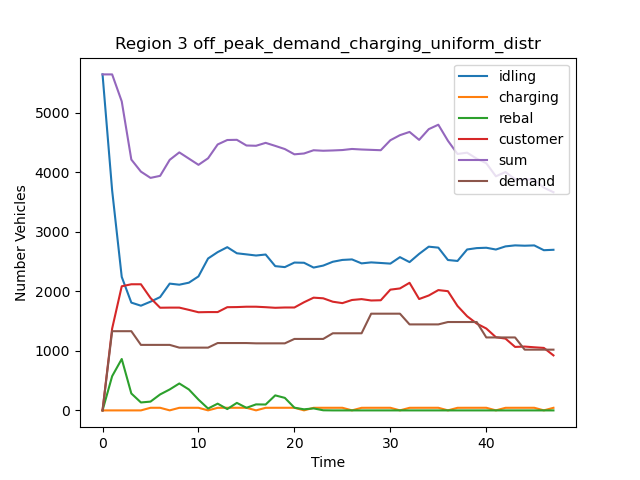 Region 3 off_peak_demand_charging_uniform_distr
idling
charging
rebal
customer
sum
demand
Number Vehicles
5000
4000
3000
2000
1000
0
0
10
20
30
40
Time